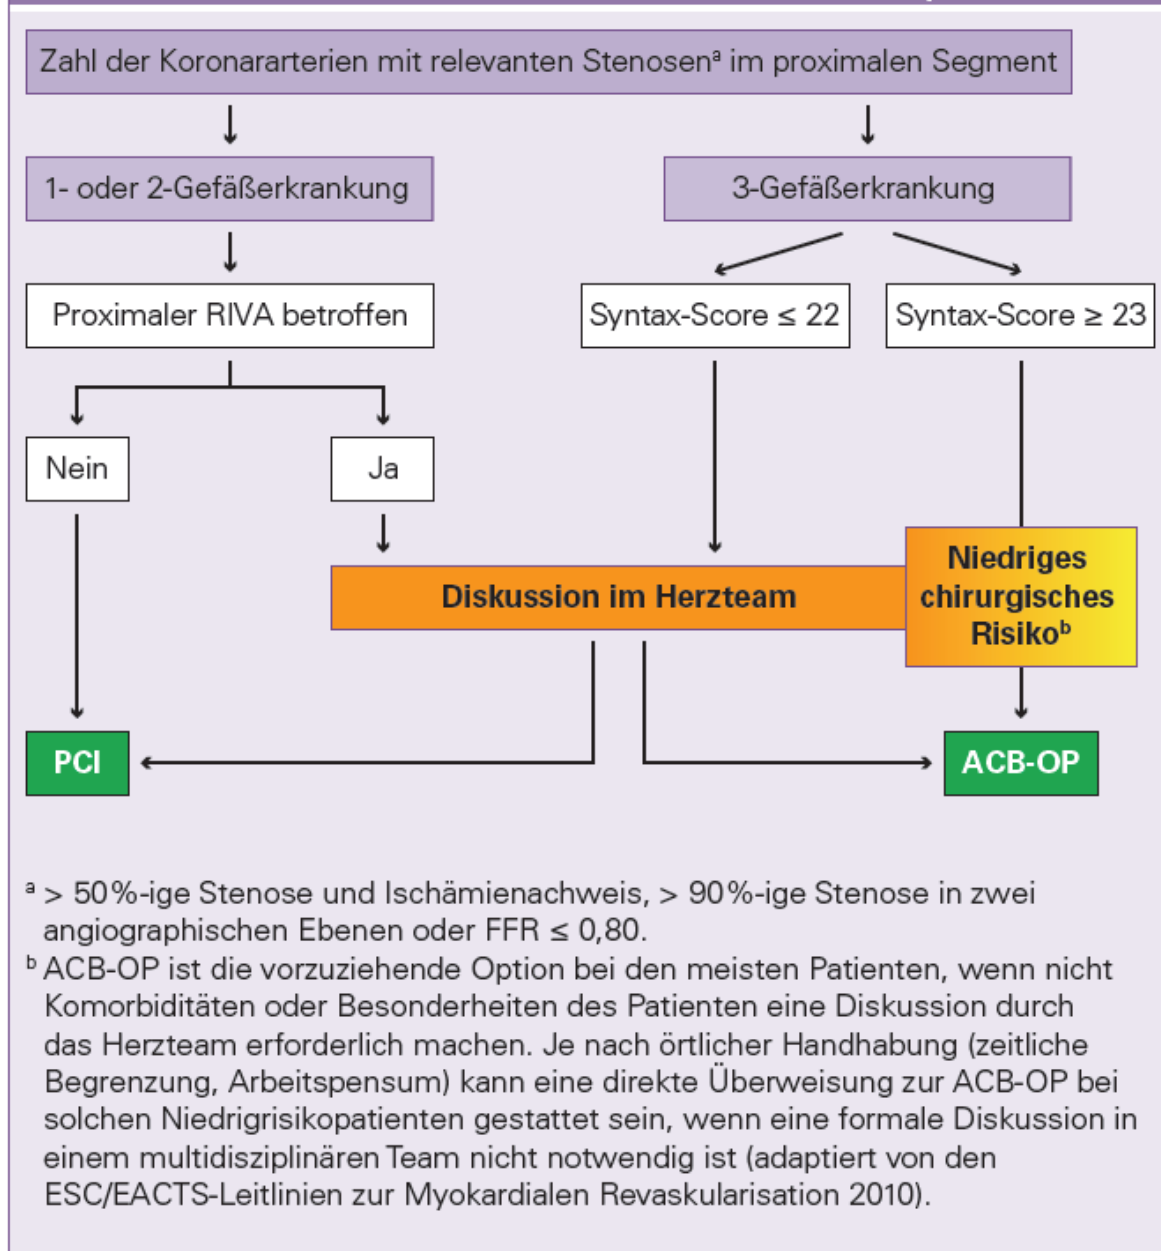 Zahl der Koronararterien mit relevanten Stenosenᵃ im proximalen Segment
1- oder 2-Gefäßerkrankung
3-Gefäßerkrankung
Proximaler RIVA betroffen
Syntax-Score ≤ 22
Syntax-Score ≥ 23
Nein
Ja
Diskussion im Herzteam
Niedriges
chirurgisches
Risikoᵇ
PCI
ACB-OP
ᵃ > 50%-ige Stenose und Ischämienachweis, > 90%-ige Stenose in zwei
angiographischen Ebenen oder FFR ≤ 0,80.
ᵇ ACB-OP ist die vorzuziehende Option bei den meisten Patienten, wenn nicht
Komorbiditäten oder Besonderheiten des Patienten eine Diskussion durch
das Herzteam erforderlich machen. Je nach örtlicher Handhabung (zeitliche
Begrenzung, Arbeitspensum) kann eine direkte Überweisung zur ACB-OP bei
solchen Niedrigrisikopatienten gestattet sein, wenn eine formale Diskussion in
einem multidisziplinären Team nicht notwendig ist (adaptiert von den
ESC/EACTS-Leitlinien zur Myokardialen Revaskularisation 2010).